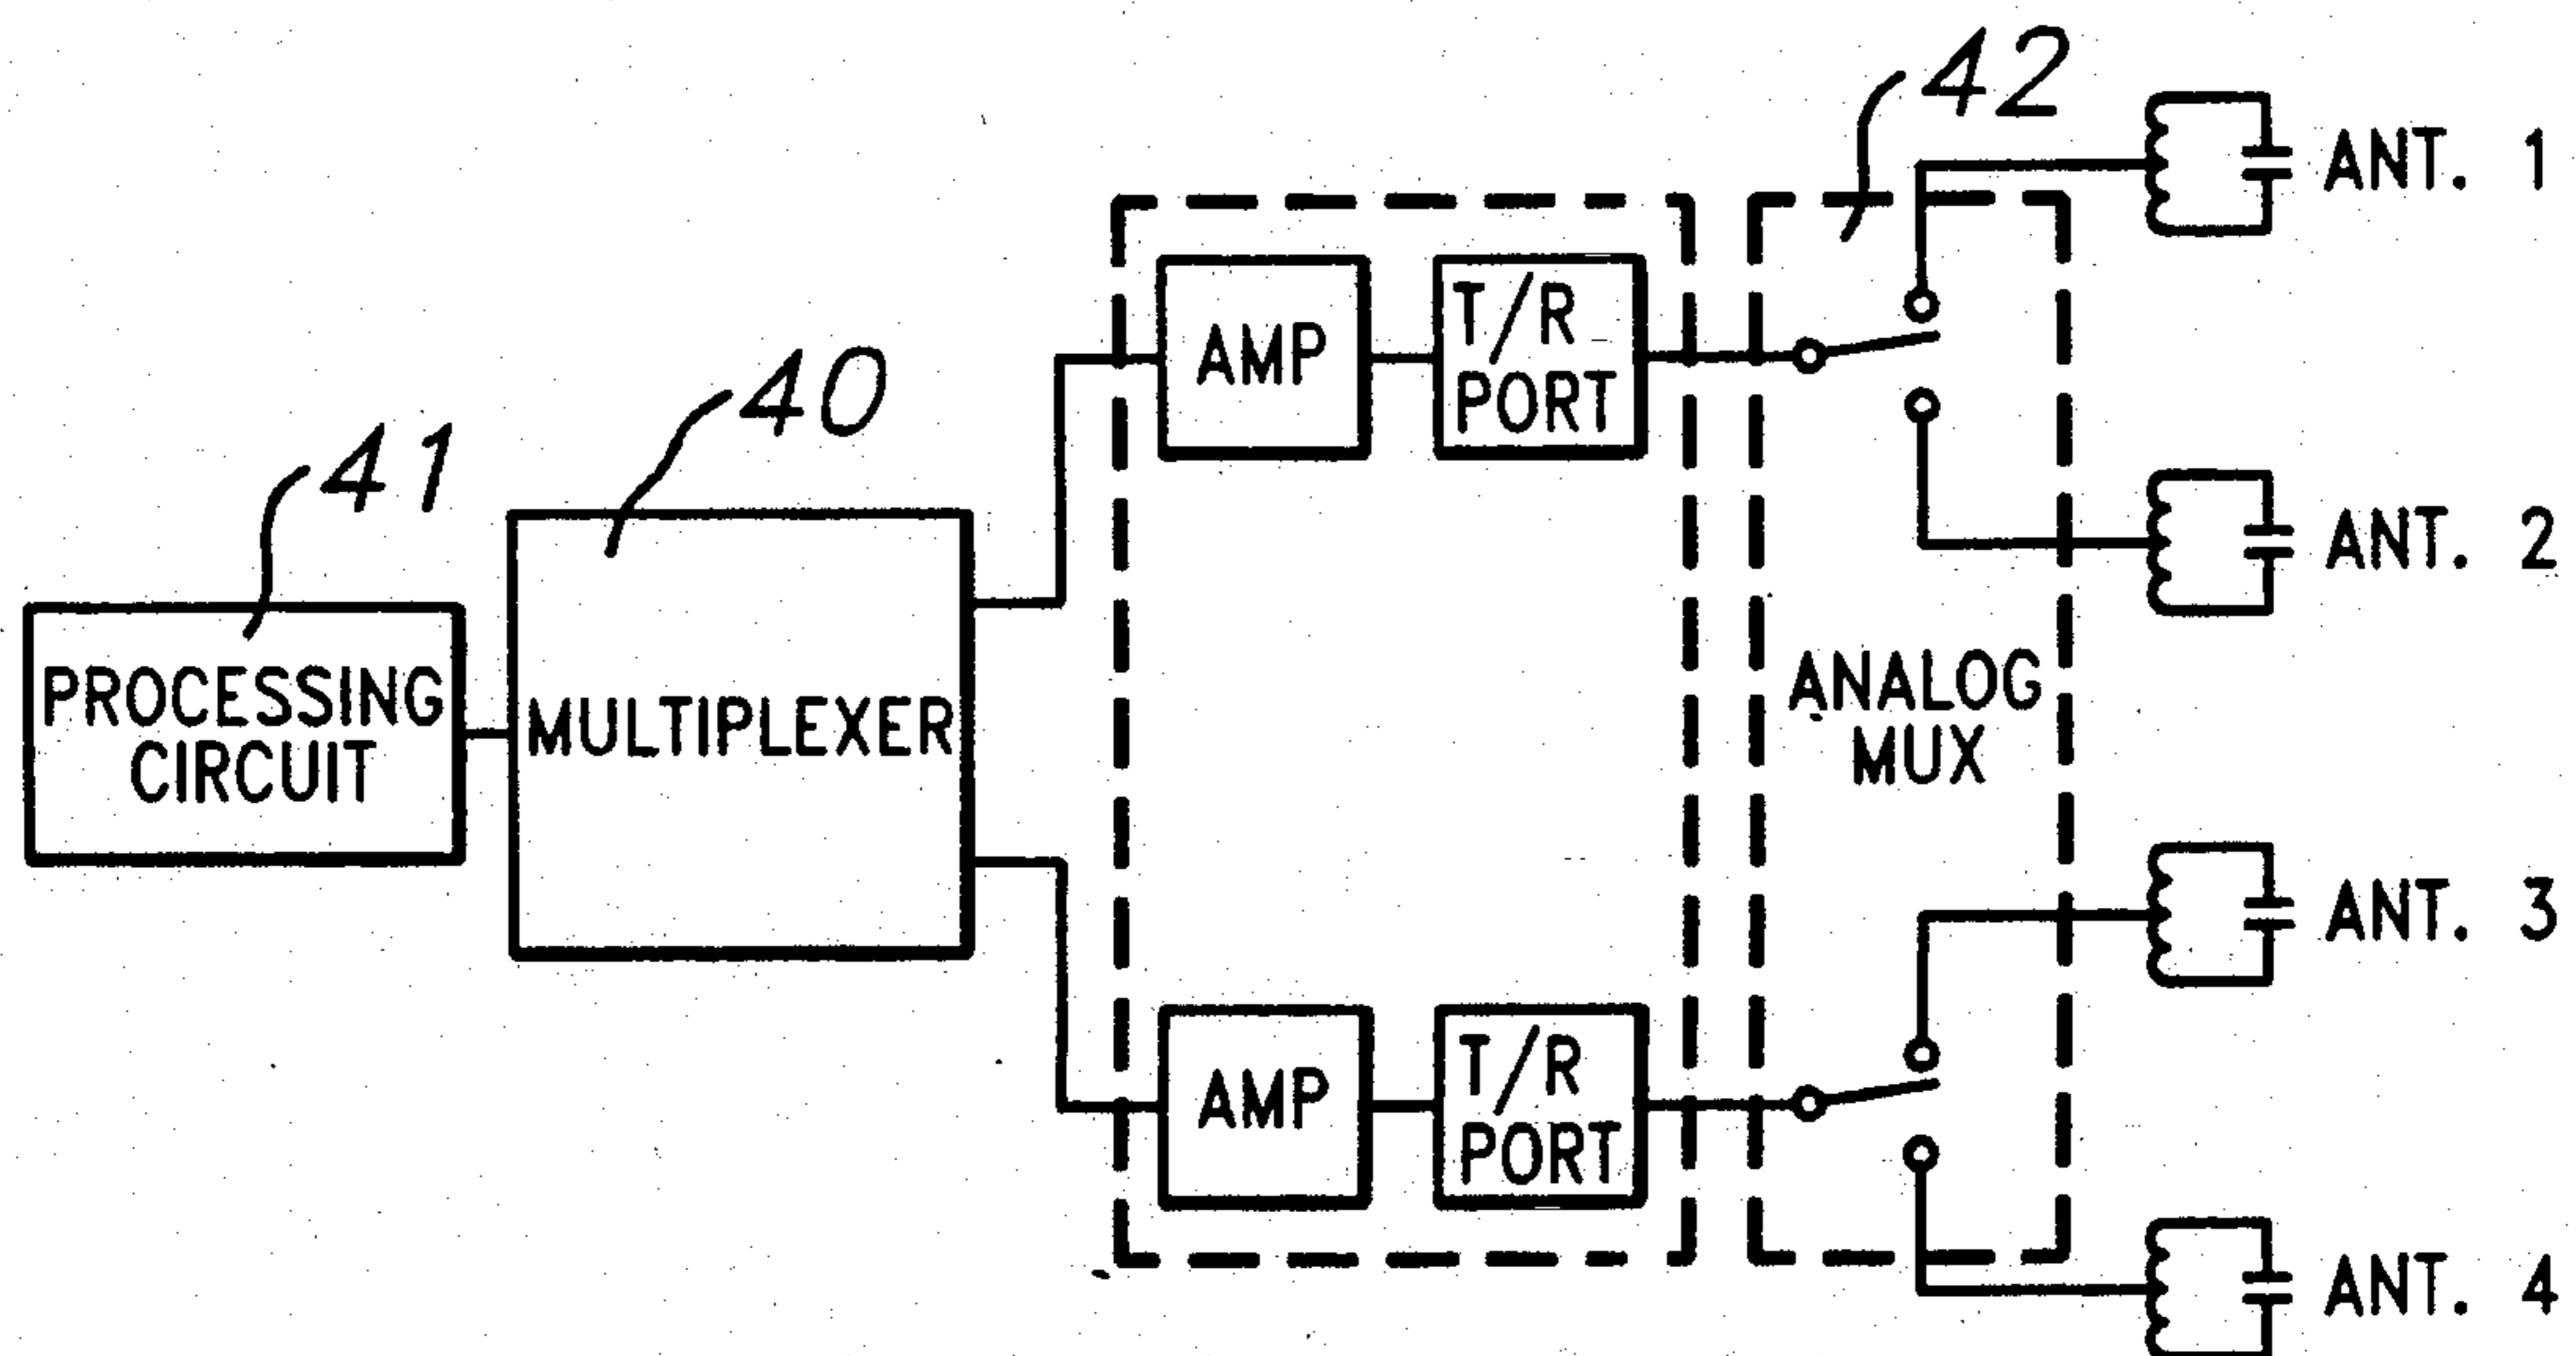 42
ANT. 1
40
AMP
T/R
PORT
41
ANT. 2
PROCESSING
CIRCUIT
MULTIPLEXER
ANALOG
MUX
ANT. 3
AMP
T/R
PORT
ANT. 4